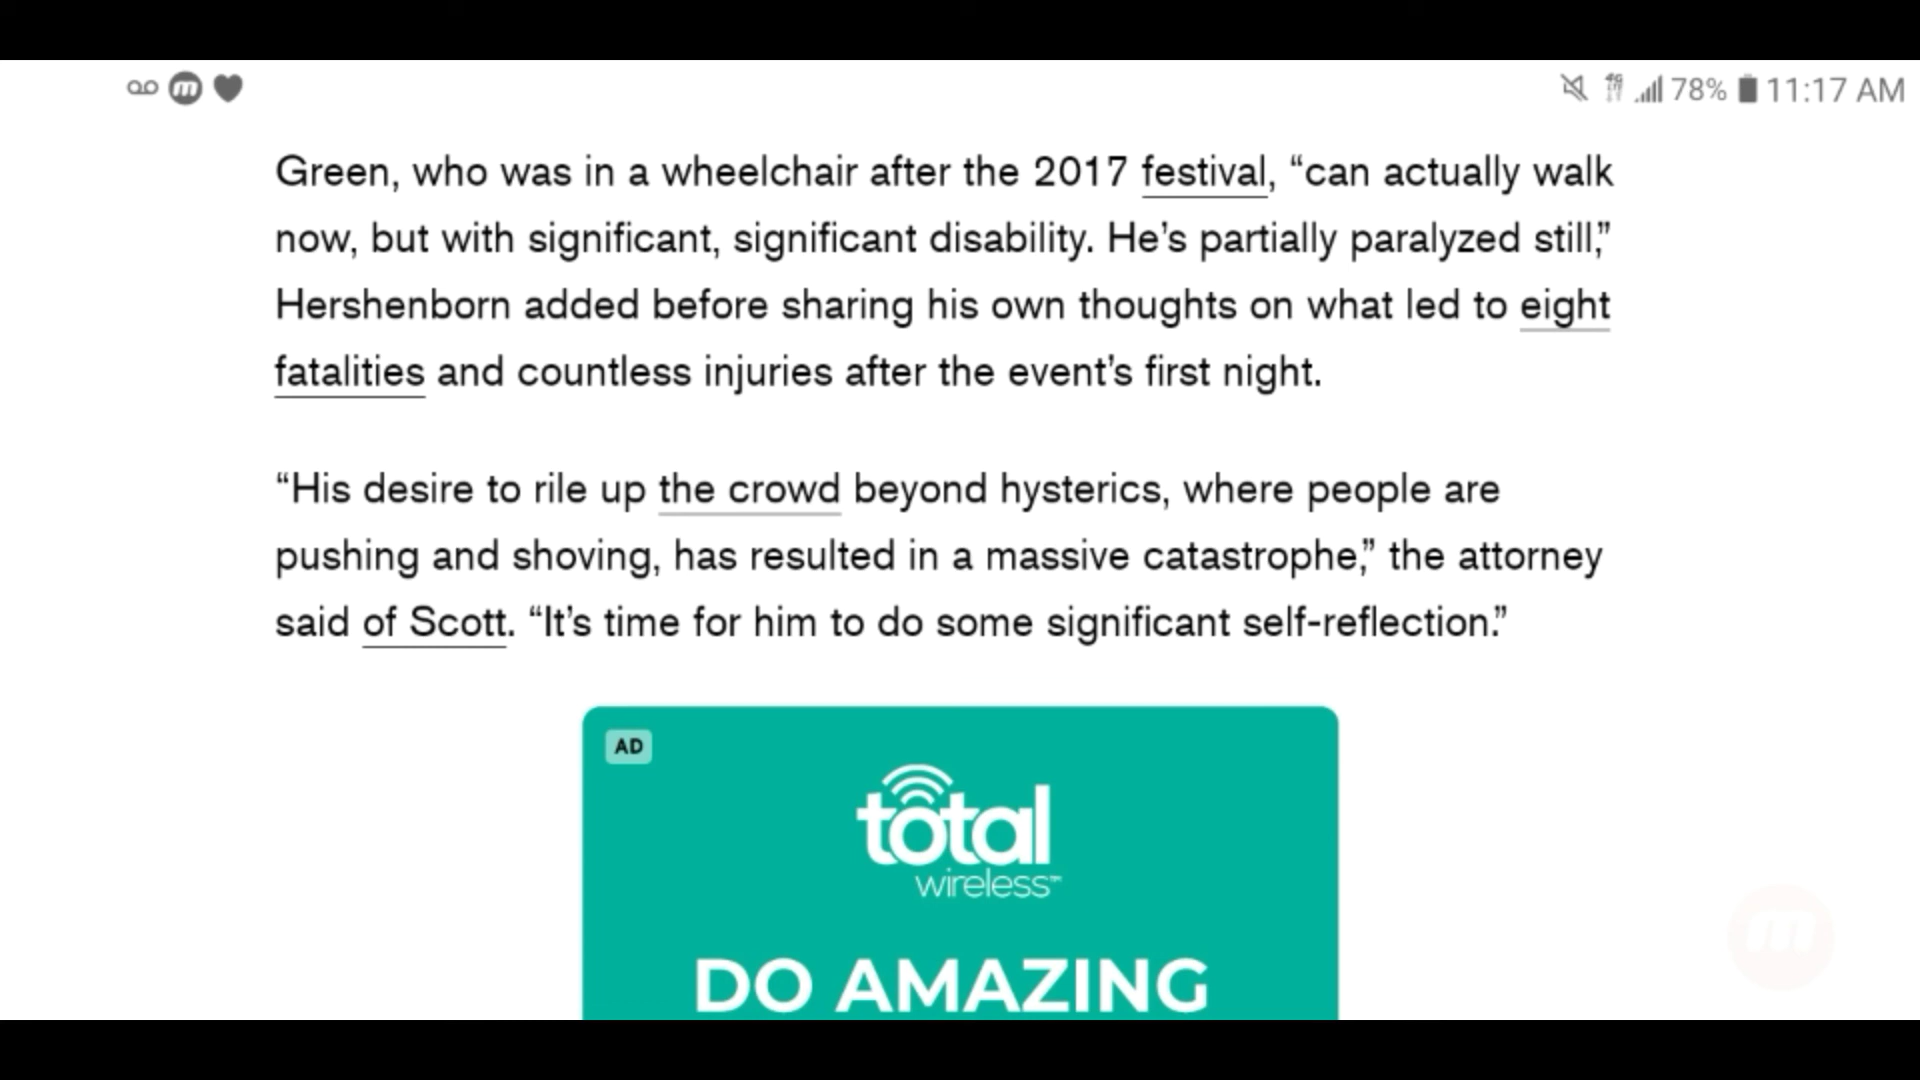 78% 11:17 AM
Green, who was in a wheelchair after the 2017 festival, “can actually walk
now, but with significant, significant disability. He’s partially paralyzed still,”
Hershenborn added before sharing his own thoughts on what led to eight
fatalities and countless injuries after the event’s first night.
“His desire to rile up the crowd beyond hysterics, where people are
pushing and shoving, has resulted in a massive catastrophe,” the attorney
said of Scott. “It’s time for him to do some significant self-reflection.”
AD
total
wireless™
DO AMAZING